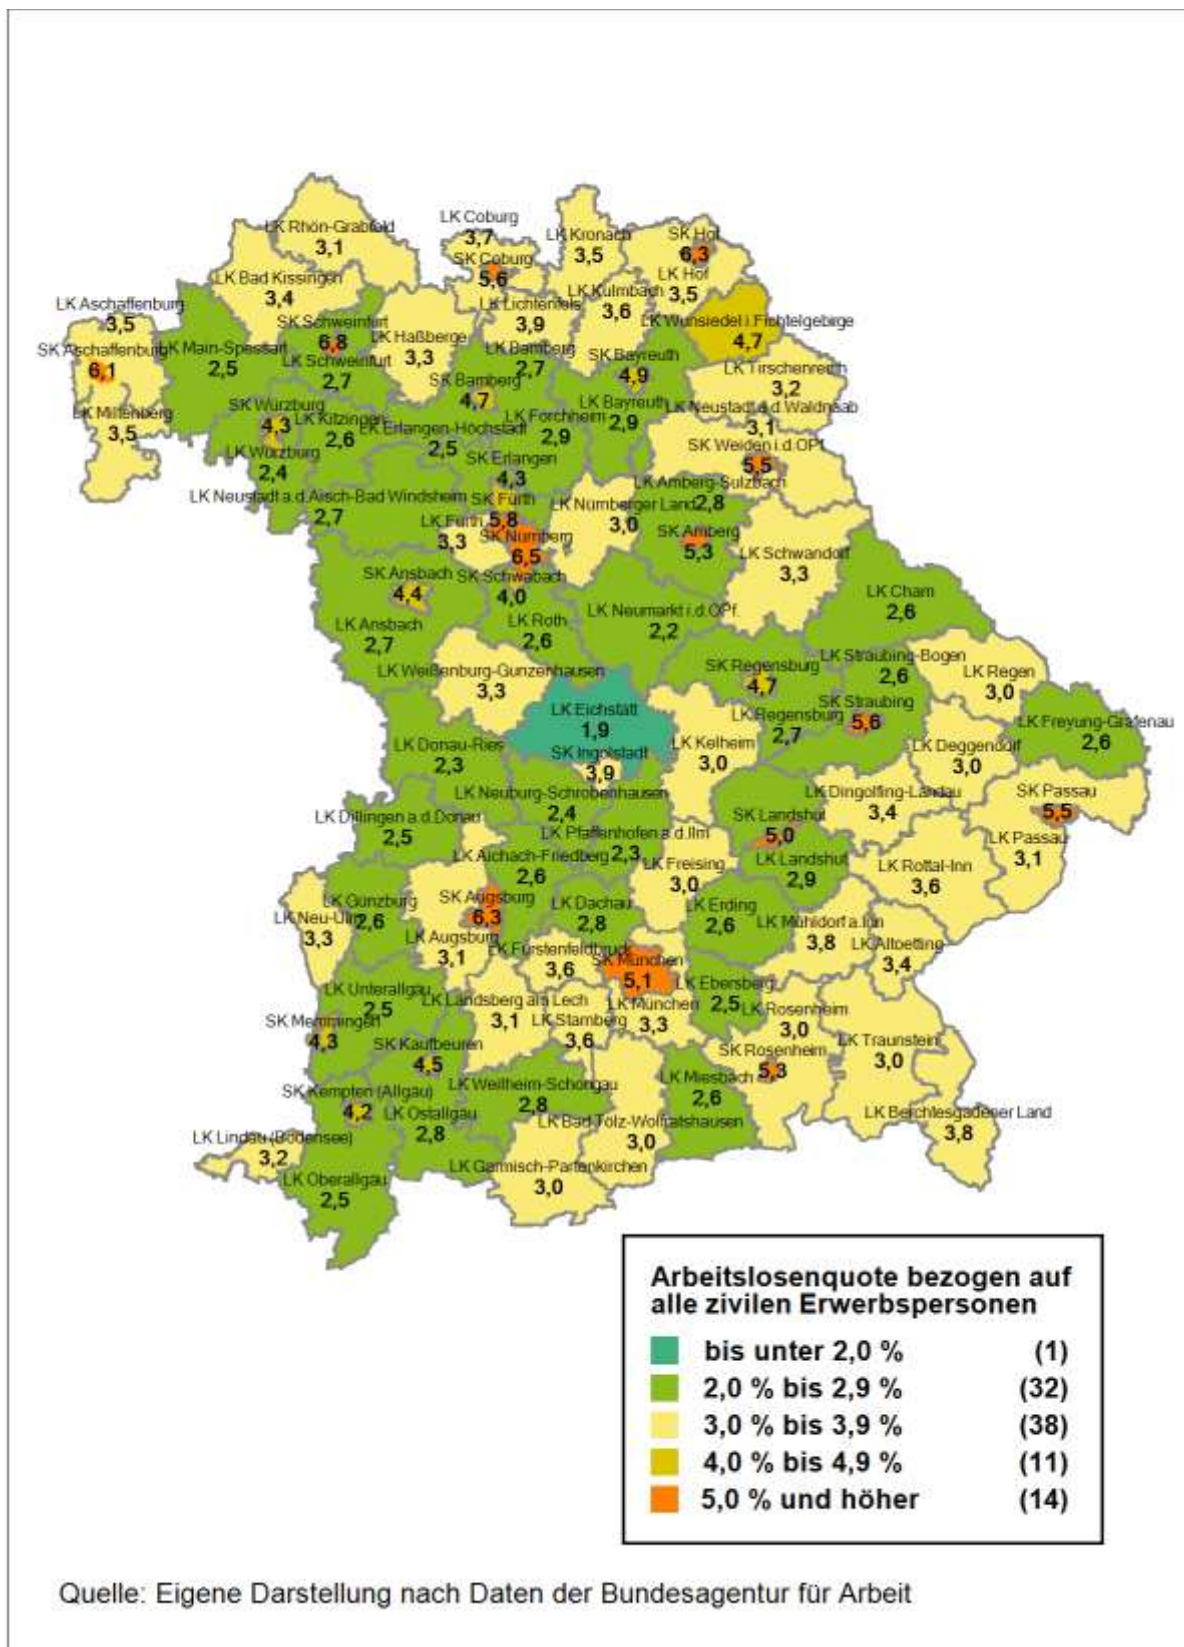 LK Rhön-Grabfeld
3,1
LK Coburg
3,7
SK Coburg
5,6
LK Kronach
3,5
SK Hof
6,3
LK Hof
3,5
LK Bad Kissingen
3,4
LK Aschaffenburg
3,5
SK Aschaffenburg
6,1
LK Main-Spessart
2,5
SK Schweinfurt
6,8
LK Schweinfurt
2,7
LK Haßberge
3,3
LK Lichtenfels
3,9
LK Kulmbach
3,6
LK Wunsiedel i.Fichtelgebirge
4,7
LK Bamberg
2,7
SK Bamberg
4,7
SK Bayreuth
4,9
LK Bayreuth
2,9
LK Tirschenreuth
3,2
LK Neustadt a.d.Waldnaab
3,1
LK Miltenberg
3,5
SK Würzburg
4,3
LK Würzburg
2,4
LK Kitzingen
2,6
LK Erlangen-Höchstadt
2,5
LK Forchheim
2,9
SK Weiden i.d.OPf.
5,5
SK Erlangen
4,3
LK Amberg-Sulzbach
2,8
LK Neustadt a.d.Aisch-Bad Windsheim
2,7
SK Fürth
5,8
LK Fürth
3,3
LK Nürnberger Land
3,0
SK Nürnberg
6,5
SK Amberg
5,3
LK Schwandorf
3,3
SK Ansbach
4,4
SK Schwabach
4,0
LK Cham
2,6
LK Ansbach
2,7
LK Roth
2,6
LK Neumarkt i.d.OPf.
2,2
LK Weißenburg-Gunzenhausen
3,3
SK Regensburg
4,7
LK Straubing-Bogen
2,6
LK Regen
3,0
LK Eichstätt
1,9
LK Regensburg
2,7
SK Straubing
5,6
LK Freyung-Grafenau
2,6
LK Donau-Ries
2,3
SK Ingolstadt
3,9
LK Kelheim
3,0
LK Deggendorf
3,0
LK Neuburg-Schrobenhausen
2,4
LK Dingolfing-Landau
3,4
SK Passau
5,5
LK Dillingen a.d.Donau
2,5
LK Pfaffenhofen a.d.Ilm
2,3
SK Landshut
5,0
LK Passau
3,1
LK Aichach-Friedberg
2,6
LK Freising
3,0
LK Landshut
2,9
LK Rottal-Inn
3,6
LK Günzburg
2,6
SK Augsburg
6,3
LK Dachau
2,8
LK Erding
2,6
LK Neu-Ulm
3,3
LK Augsburg
3,1
LK Fürstenfeldbruck
3,6
LK Mühldorf a.Inn
3,8
LK Altoetting
3,4
SK München
5,1
LK Unterallgäu
2,5
LK Landsberg am Lech
3,1
LK Starnberg
3,6
LK München
3,3
LK Ebersberg
2,5
LK Rosenheim
3,0
LK Traunstein
3,0
SK Memmingen
4,3
SK Kaufbeuren
4,5
SK Rosenheim
5,3
SK Kempten (Allgäu)
4,2
LK Ostallgäu
2,8
LK Weilheim-Schongau
2,8
LK Miesbach
2,6
LK Bad Tölz-Wolfratshausen
3,0
LK Berchtesgadener Land
3,8
LK Lindau (Bodensee)
3,2
LK Oberallgäu
2,5
LK Garmisch-Partenkirchen
3,0
Arbeitslosenquote bezogen auf
alle zivilen Erwerbspersonen
bis unter 2,0 % (1)
2,0 % bis 2,9 % (32)
3,0 % bis 3,9 % (38)
4,0 % bis 4,9 % (11)
5,0 % und höher (14)
Quelle: Eigene Darstellung nach Daten der Bundesagentur für Arbeit